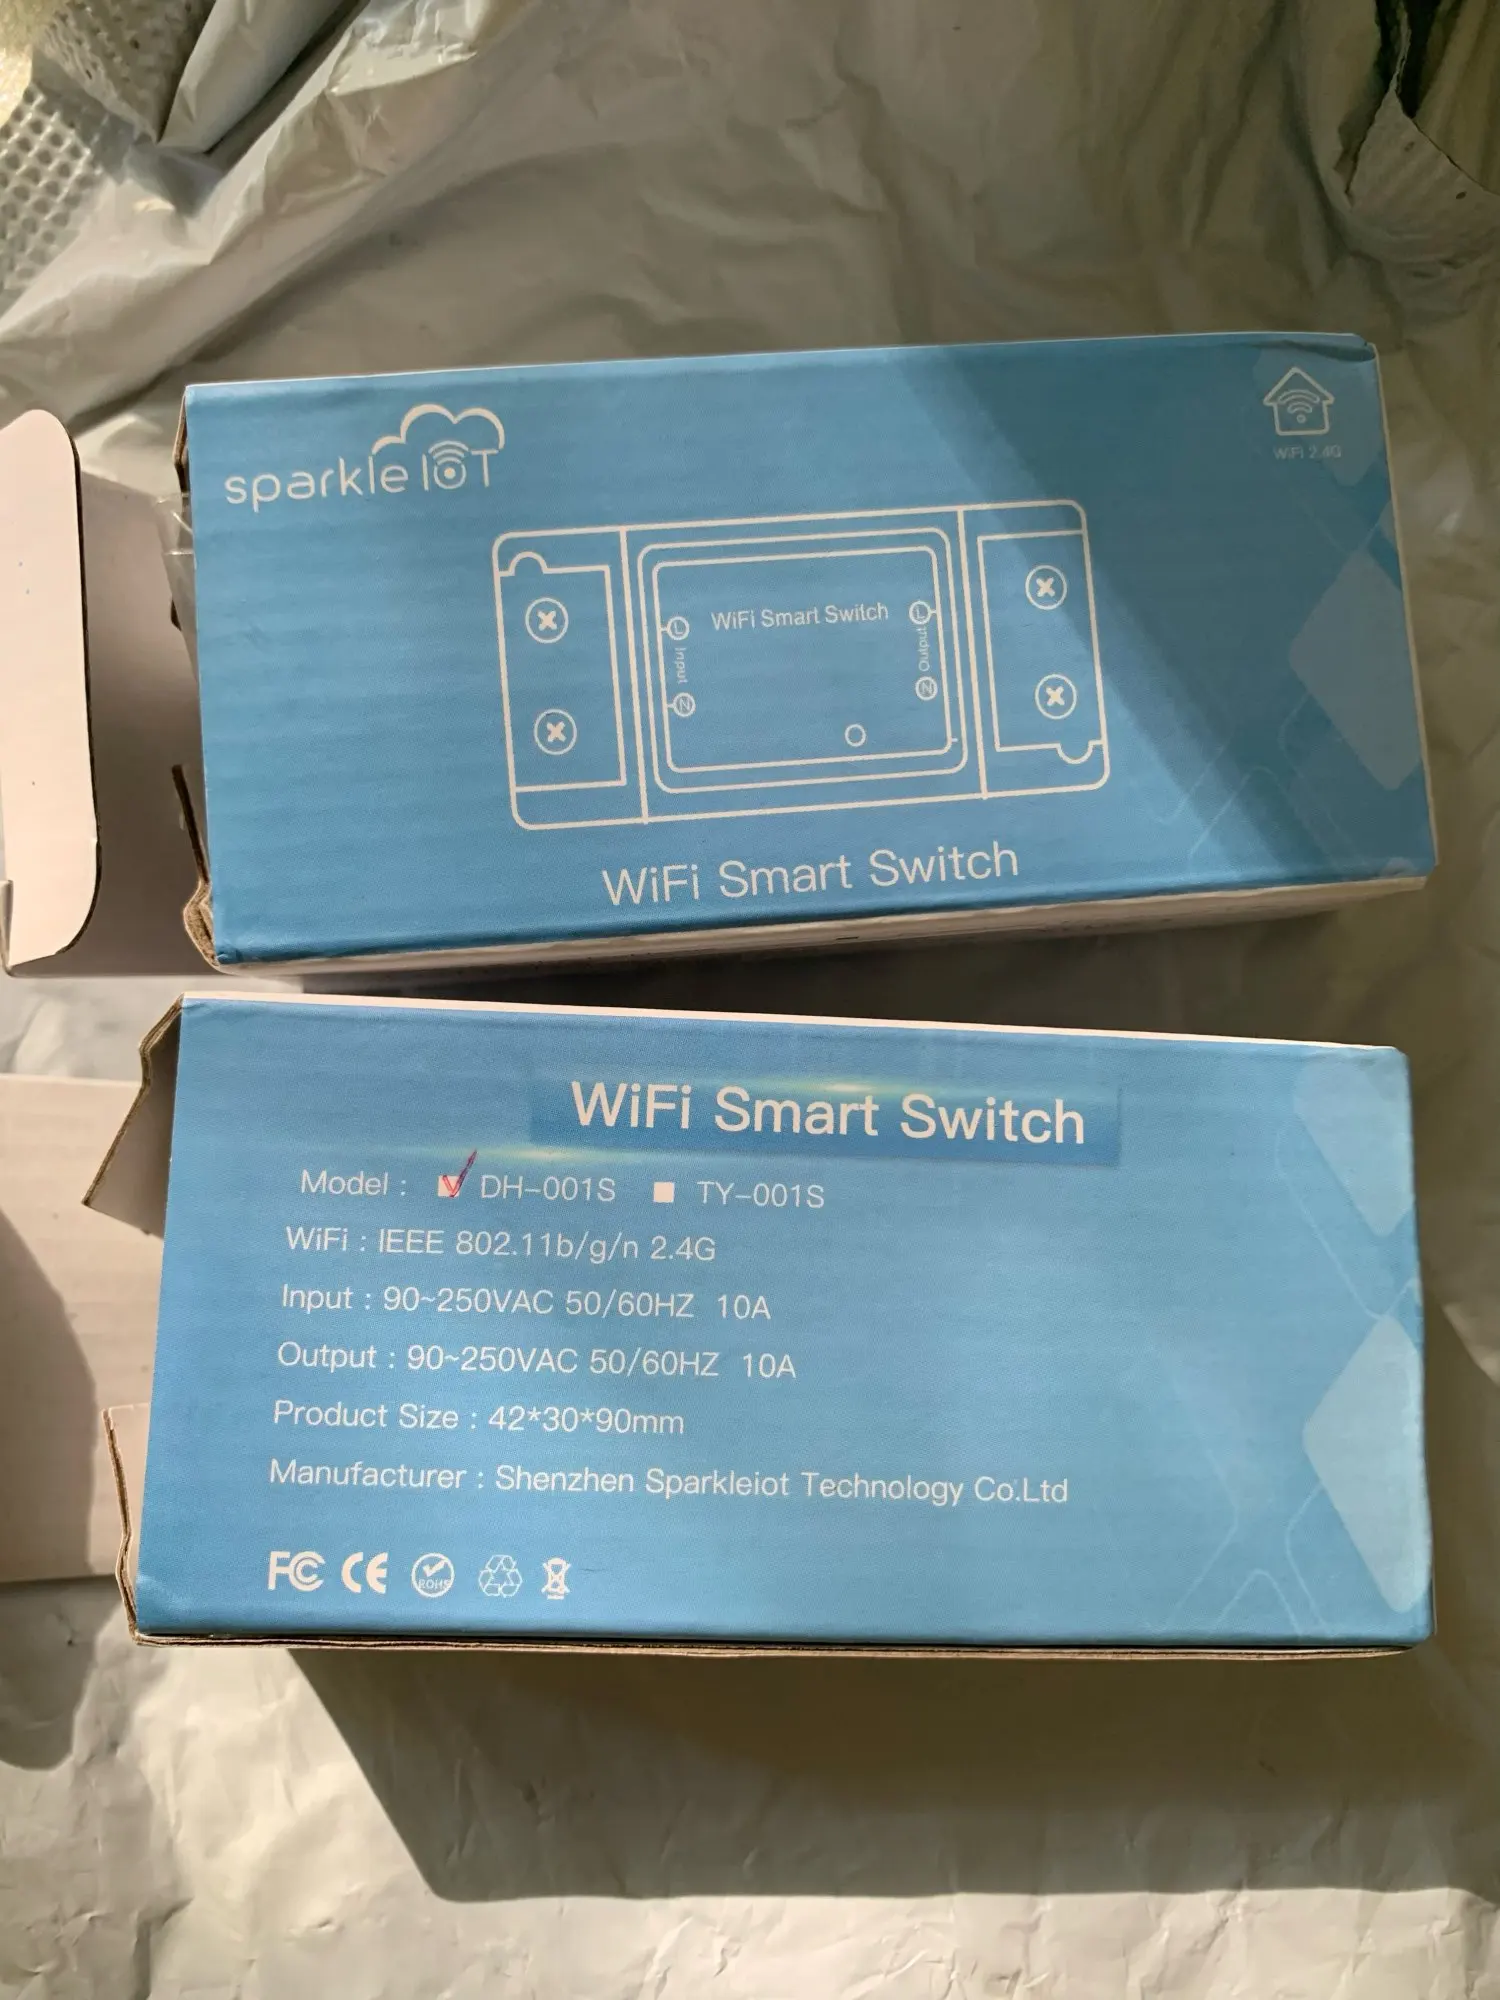 sparkle IOT
WiFi 2.4G
L WiFi Smart Switch L
Input Output
N N
WiFi Smart Switch
WiFi Smart Switch
Model : DH-001S TY-001S
WiFi : IEEE 802.11b/g/n 2.4G
Input : 90~250VAC 50/60HZ 10A
Output : 90~250VAC 50/60HZ 10A
Product Size : 42*30*90mm
Manufacturer : Shenzhen Sparkleiot Technology Co.Ltd
FC CE ROHS